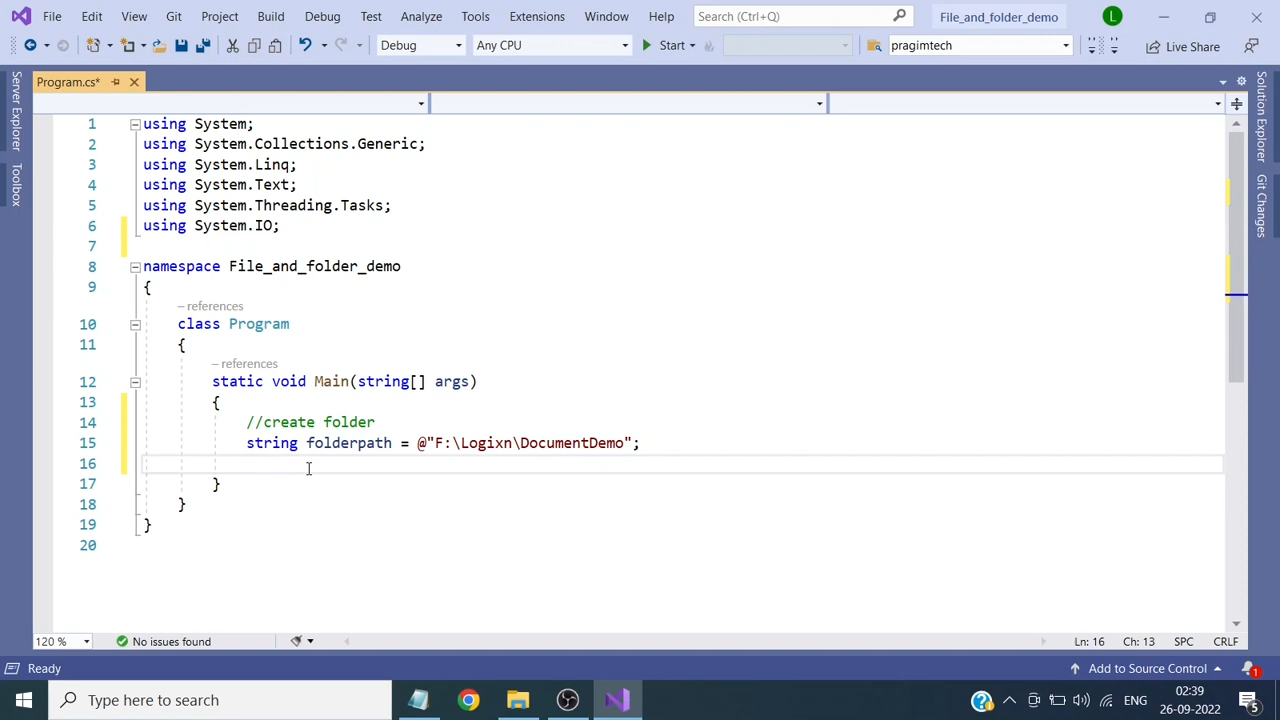 File Edit View Git Project Build Debug Test Analyze Tools Extensions Window Help Search (Ctrl+Q) File_and_folder_demo L
Debug Any CPU Start pragimtech Live Share
Program.cs*
Server Explorer
Toolbox
Solution Explorer
Git Changes
1 using System;
2 using System.Collections.Generic;
3 using System.Linq;
4 using System.Text;
5 using System.Threading.Tasks;
6 using System.IO;
7
8 namespace File_and_folder_demo
9 {
– references
10 class Program
11 {
– references
12 static void Main(string[] args)
13 {
14 //create folder
15 string folderpath = @"F:\Logixn\DocumentDemo";
16
17 }
18 }
19 }
20
120 % No issues found Ln: 16 Ch: 13 SPC CRLF
Ready Add to Source Control 1
Type here to search ENG 02:39
26-09-2022 5